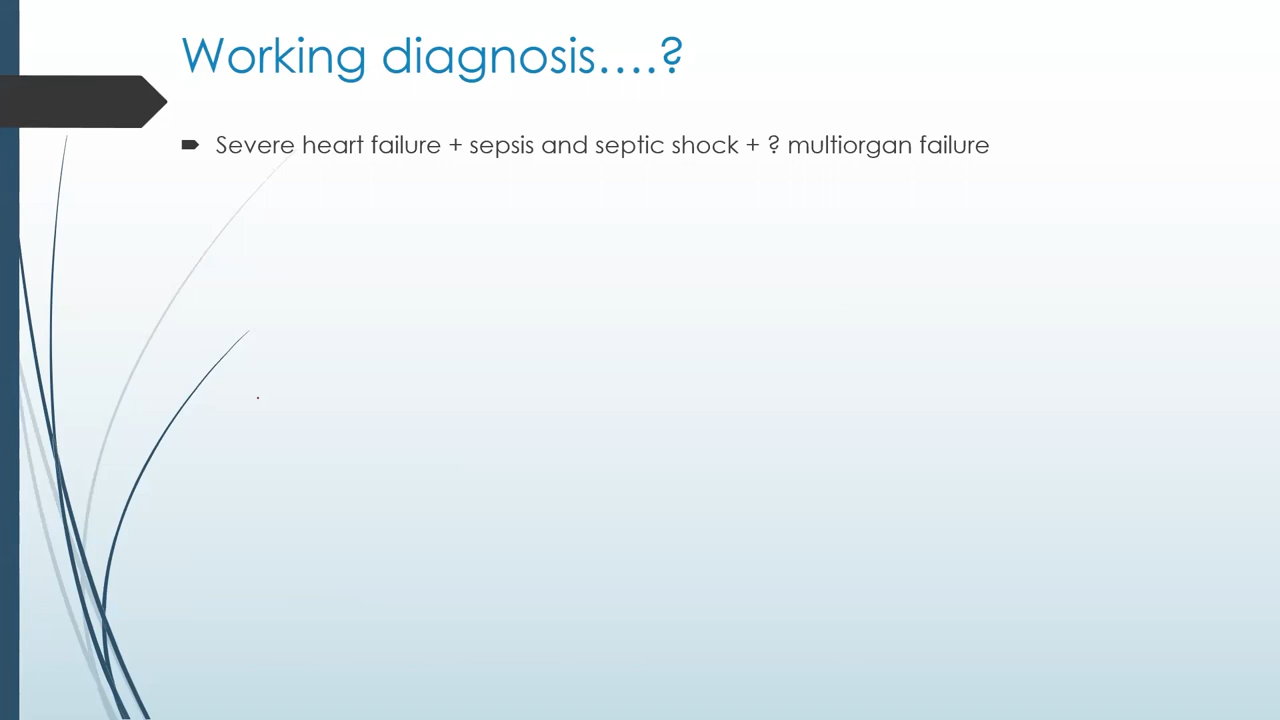 Working diagnosis....?
Severe heart failure + sepsis and septic shock + ? multiorgan failure